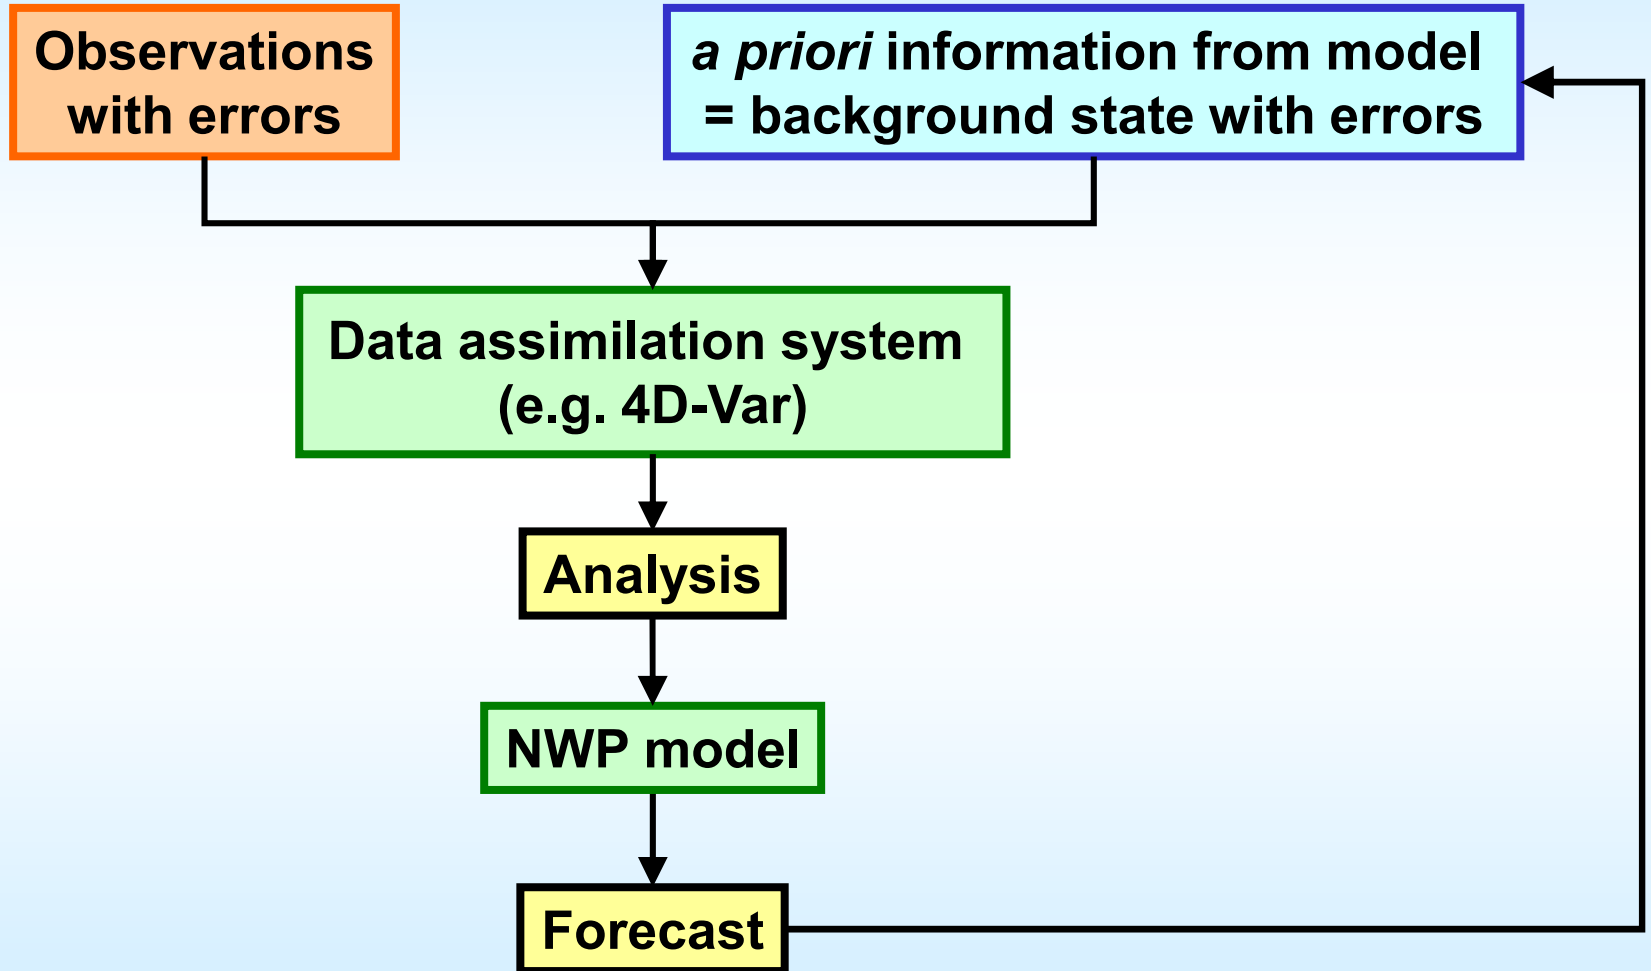 Observations
with errors
a priori information from model
= background state with errors
Data assimilation system
(e.g. 4D-Var)
Analysis
NWP model
Forecast